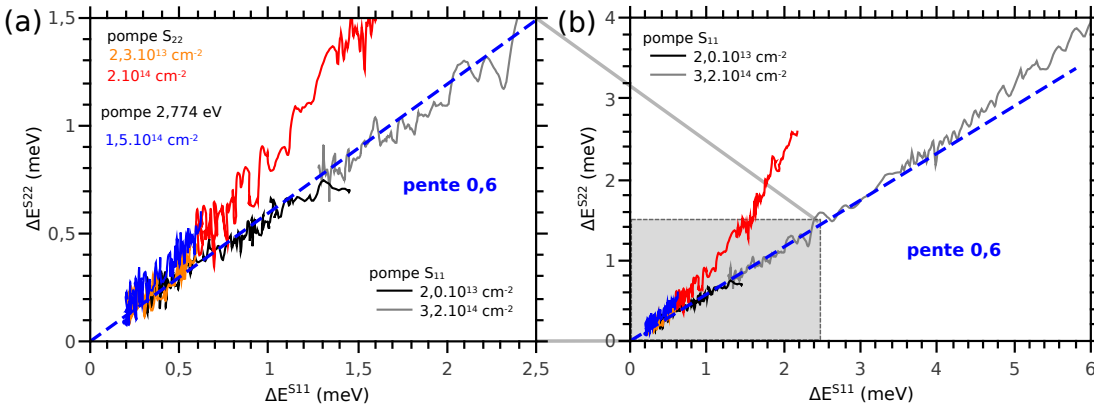 (a)
1,5
1
0,5
0
ΔE^S22 (meV)
pompe S₂₂
2,3.10¹³ cm⁻²
2.10¹⁴ cm⁻²
pompe 2,774 eV
1,5.10¹⁴ cm⁻²
pente 0,6
pompe S₁₁
2,0.10¹³ cm⁻²
3,2.10¹⁴ cm⁻²
0 0,5 1 1,5 2 2,5
ΔE^S11 (meV)
(b)
4
3
2
1
0
ΔE^S22 (meV)
pompe S₁₁
2,0.10¹³ cm⁻²
3,2.10¹⁴ cm⁻²
pente 0,6
0 1 2 3 4 5 6
ΔE^S11 (meV)